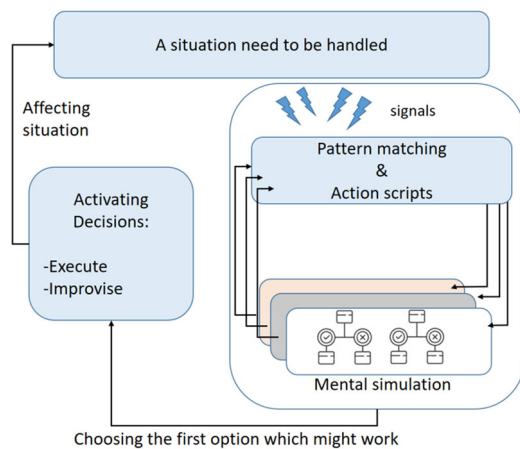 A situation need to be handled
Affecting
situation
signals
Pattern matching
&
Action scripts
Activating
Decisions:
-Execute
-Improvise
Mental simulation
Choosing the first option which might work